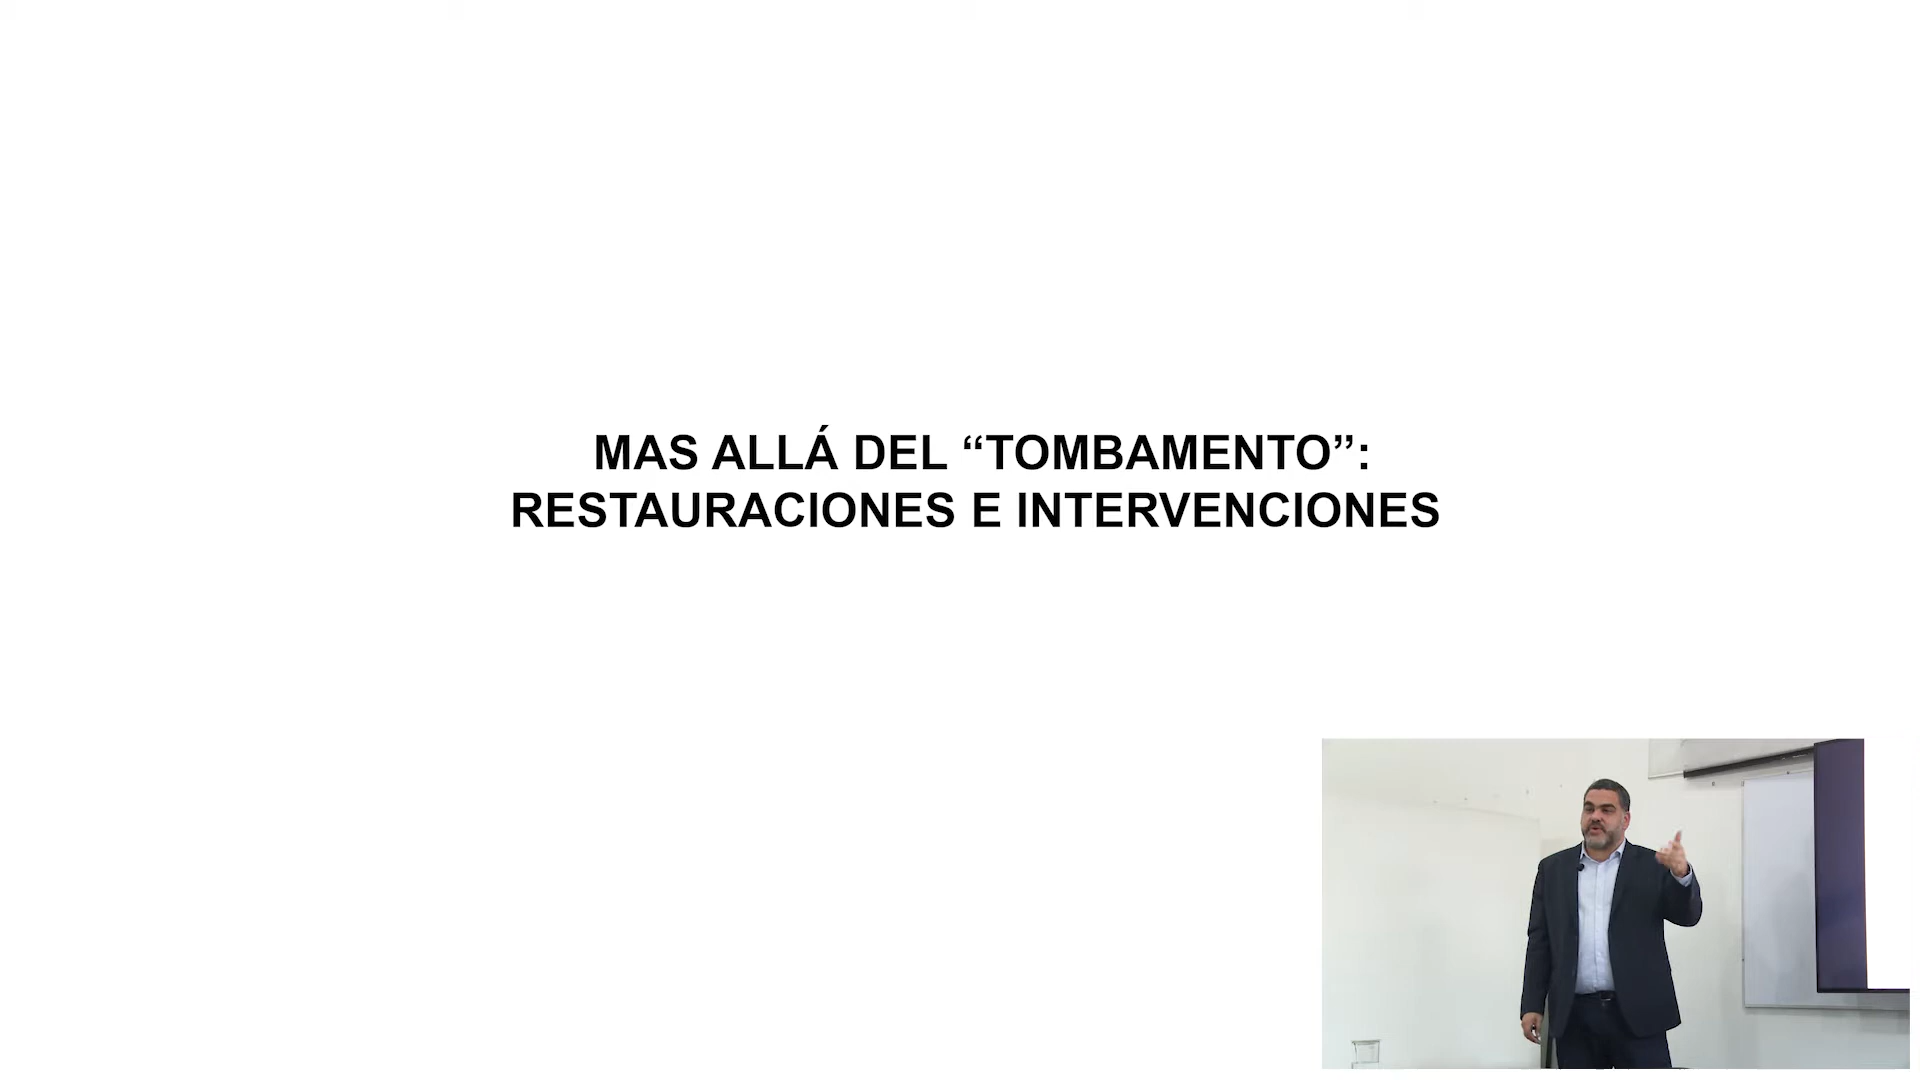 MAS ALLÁ DEL “TOMBAMENTO”:
RESTAURACIONES E INTERVENCIONES